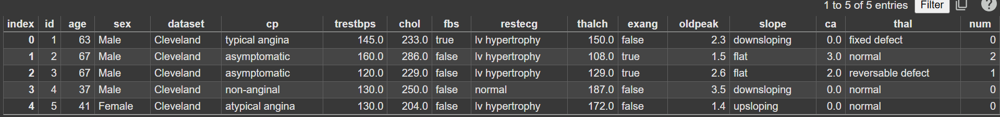 1 to 5 of 5 entries Filter ?
index id age sex dataset cp trestbps chol fbs restecg thalch exang oldpeak slope ca thal num
0 1 63 Male Cleveland typical angina 145.0 233.0 true lv hypertrophy 150.0 false 2.3 downsloping 0.0 fixed defect 0
1 2 67 Male Cleveland asymptomatic 160.0 286.0 false lv hypertrophy 108.0 true 1.5 flat 3.0 normal 2
2 3 67 Male Cleveland asymptomatic 120.0 229.0 false lv hypertrophy 129.0 true 2.6 flat 2.0 reversable defect 1
3 4 37 Male Cleveland non-anginal 130.0 250.0 false normal 187.0 false 3.5 downsloping 0.0 normal 0
4 5 41 Female Cleveland atypical angina 130.0 204.0 false lv hypertrophy 172.0 false 1.4 upsloping 0.0 normal 0